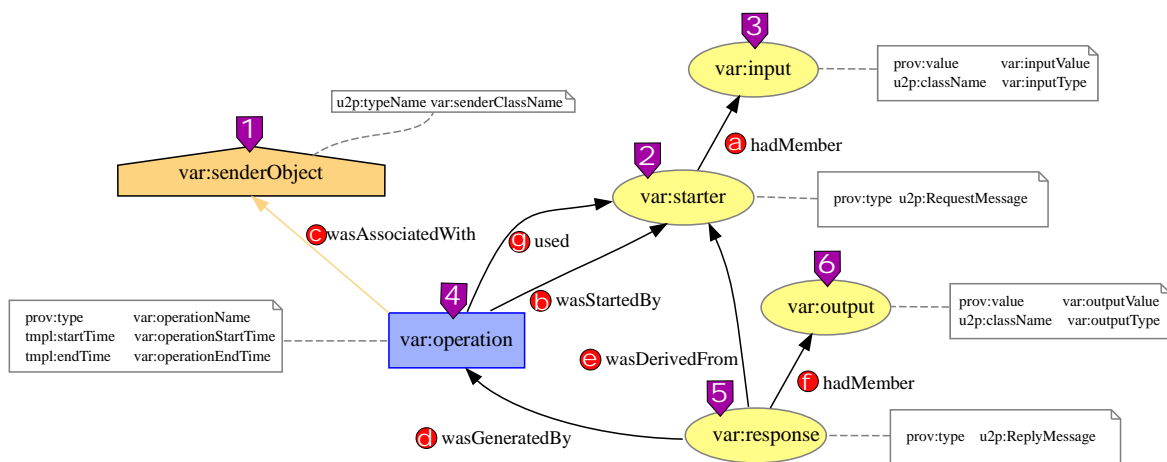 3
var:input
prov:value var:inputValue
u2p:className var:inputType
u2p:typeName var:senderClassName
1
var:senderObject
a hadMember
2
var:starter
prov:type u2p:RequestMessage
c wasAssociatedWith
g used
6
var:output
prov:value var:outputValue
u2p:className var:outputType
b wasStartedBy
4
var:operation
prov:type var:operationName
tmpl:startTime var:operationStartTime
tmpl:endTime var:operationEndTime
e wasDerivedFrom
f hadMember
5
var:response
prov:type u2p:ReplyMessage
d wasGeneratedBy